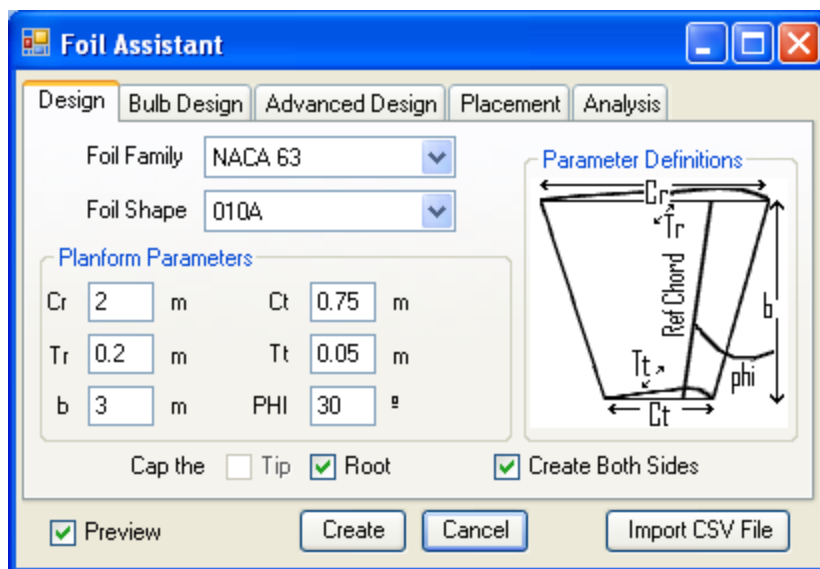 Foil Assistant
Design Bulb Design Advanced Design Placement Analysis
Foil Family NACA 63
Foil Shape 010A
Planform Parameters
Cr 2 m Ct 0.75 m
Tr 0.2 m Tt 0.05 m
b 3 m PHI 30 º
Parameter Definitions
Cr
Tr
Ref Chord
b
Tt
phi
Ct
Cap the Tip Root Create Both Sides
Preview Create Cancel Import CSV File